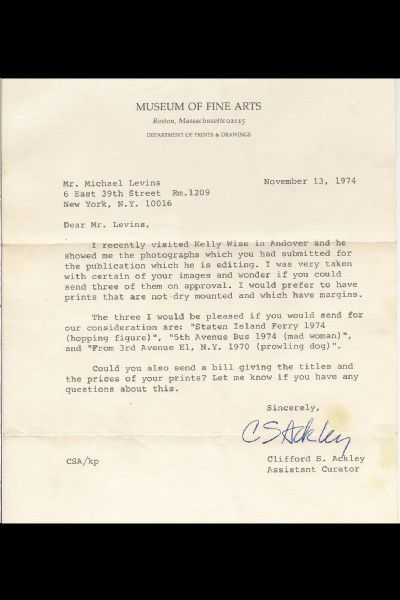 MUSEUM OF FINE ARTS
Boston, Massachusetts 02115
DEPARTMENT OF PRINTS & DRAWINGS
Mr. Michael Levins November 13, 1974
6 East 39th Street Rm.1209
New York, N.Y. 10016
Dear Mr. Levins,
I recently visited Kelly Wise in Andover and he
showed me the photographs which you had submitted for
the publication which he is editing. I was very taken
with certain of your images and wonder if you could
send three of them on approval. I would prefer to have
prints that are not dry mounted and which have margins.
The three I would be pleased if you would send for
our consideration are: "Staten Island Ferry 1974
(hopping figure)", "5th Avenue Bus 1974 (mad woman)",
and "From 3rd Avenue El, N.Y. 1970 (prowling dog)".
Could you also send a bill giving the titles and
the prices of your prints? Let me know if you have any
questions about this.
Sincerely,
CSAckley
CSA/kp Clifford S. Ackley
Assistant Curator